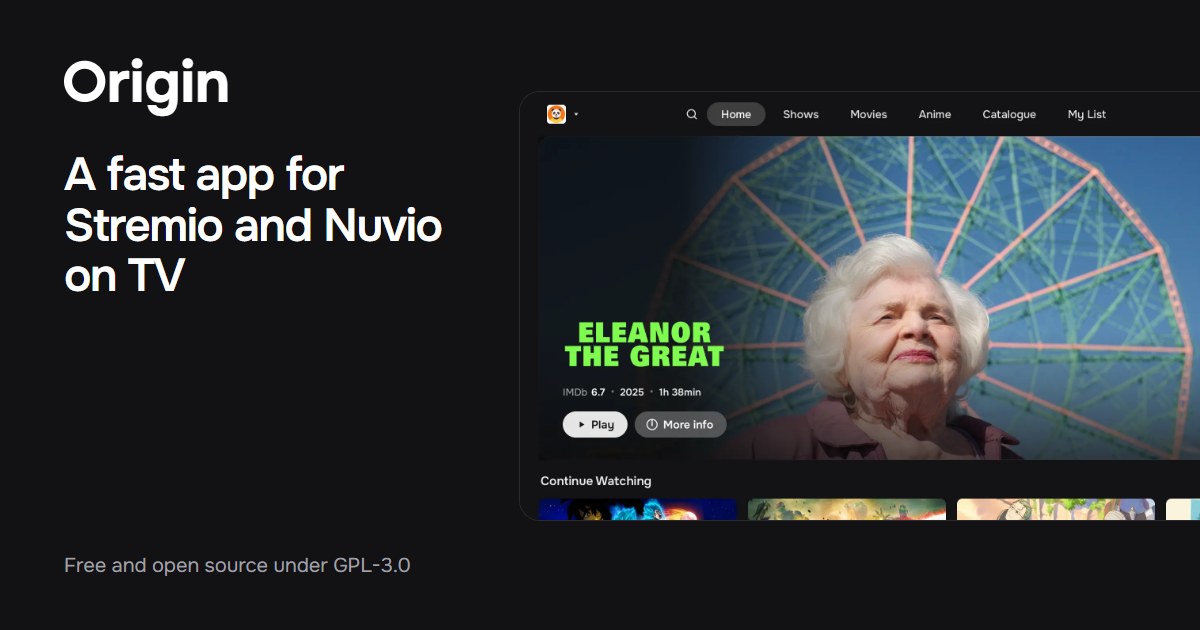 Origin
A fast app for
Stremio and Nuvio
on TV
Home Shows Movies Anime Catalogue My List
ELEANOR
THE GREAT
IMDb 6.7 • 2025 • 1h 38min
Play More info
Continue Watching
Free and open source under GPL-3.0